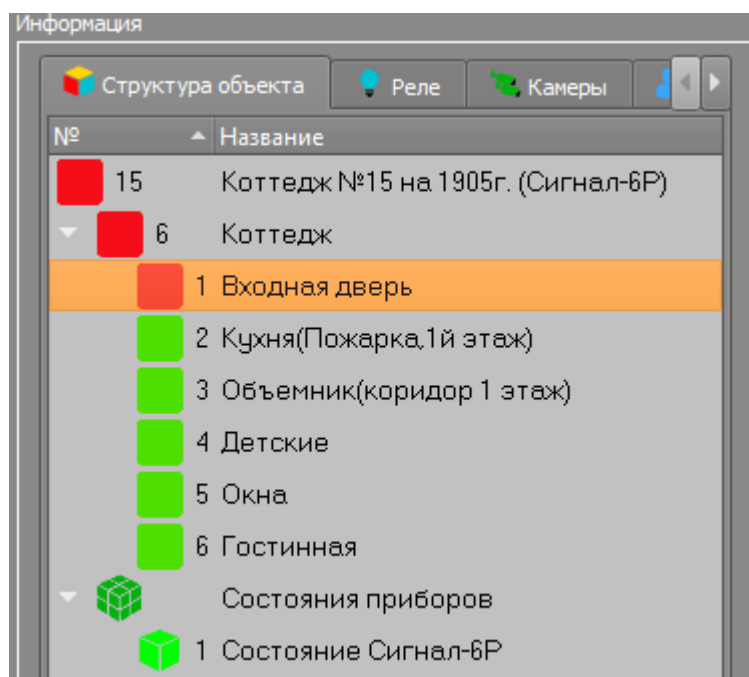 Информация
Структура объекта Реле Камеры
№ Название
15 Коттедж №15 на 1905г. (Сигнал-6Р)
6 Коттедж
1 Входная дверь
2 Кухня(Пожарка,1й этаж)
3 Объемник(коридор 1 этаж)
4 Детские
5 Окна
6 Гостинная
Состояния приборов
1 Состояние Сигнал-6Р